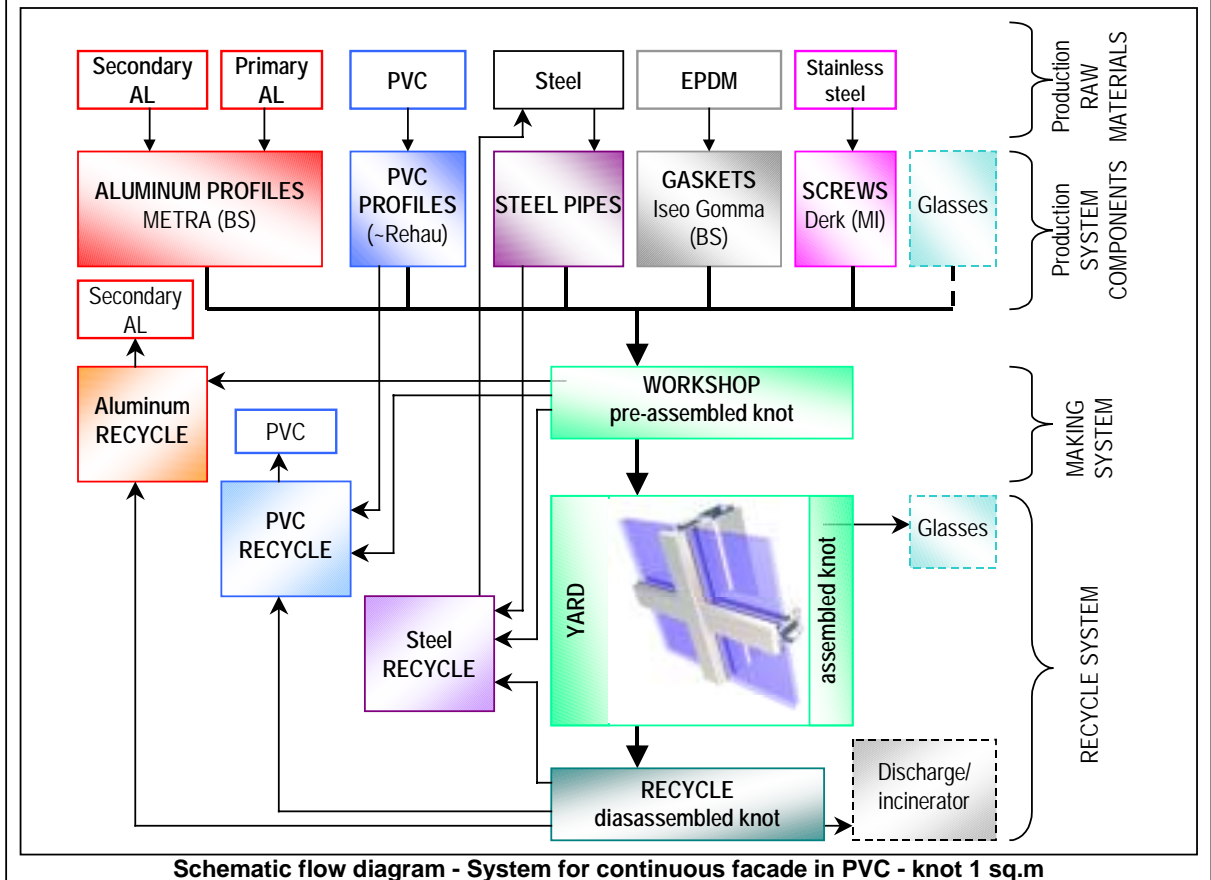 Secondary
AL
Primary
AL
PVC
Steel
EPDM
Stainless
steel
Production
RAW
MATERIALS
ALUMINUM PROFILES
METRA (BS)
PVC
PROFILES
(~Rehau)
STEEL PIPES
GASKETS
Iseo Gomma
(BS)
SCREWS
Derk (MI)
Glasses
Production
SYSTEM
COMPONENTS
Secondary
AL
Aluminum
RECYCLE
WORKSHOP
pre-assembled knot
MAKING
SYSTEM
PVC
PVC
RECYCLE
YARD
assembled knot
Glasses
Steel
RECYCLE
RECYCLE SYSTEM
RECYCLE
diasassembled knot
Discharge/
incinerator
Schematic flow diagram - System for continuous facade in PVC - knot 1 sq.m